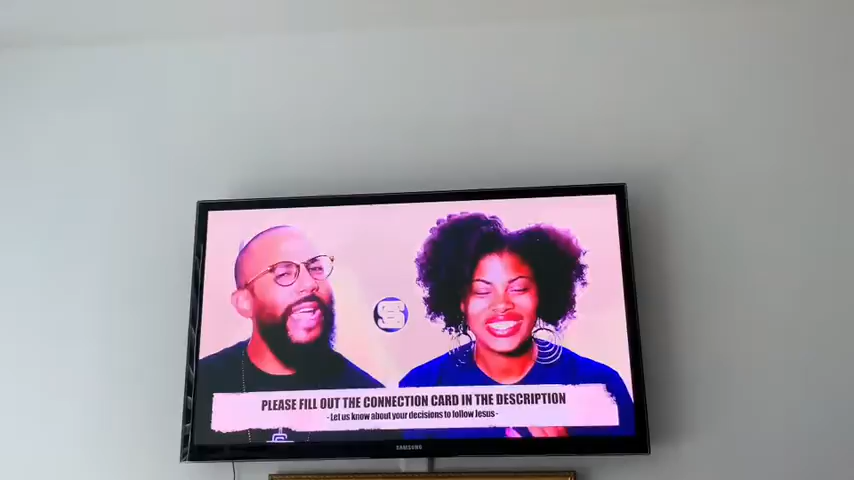 PLEASE FILL OUT THE CONNECTION CARD IN THE DESCRIPTION
-Let us know about your decisions to follow Jesus-
SAMSUNG